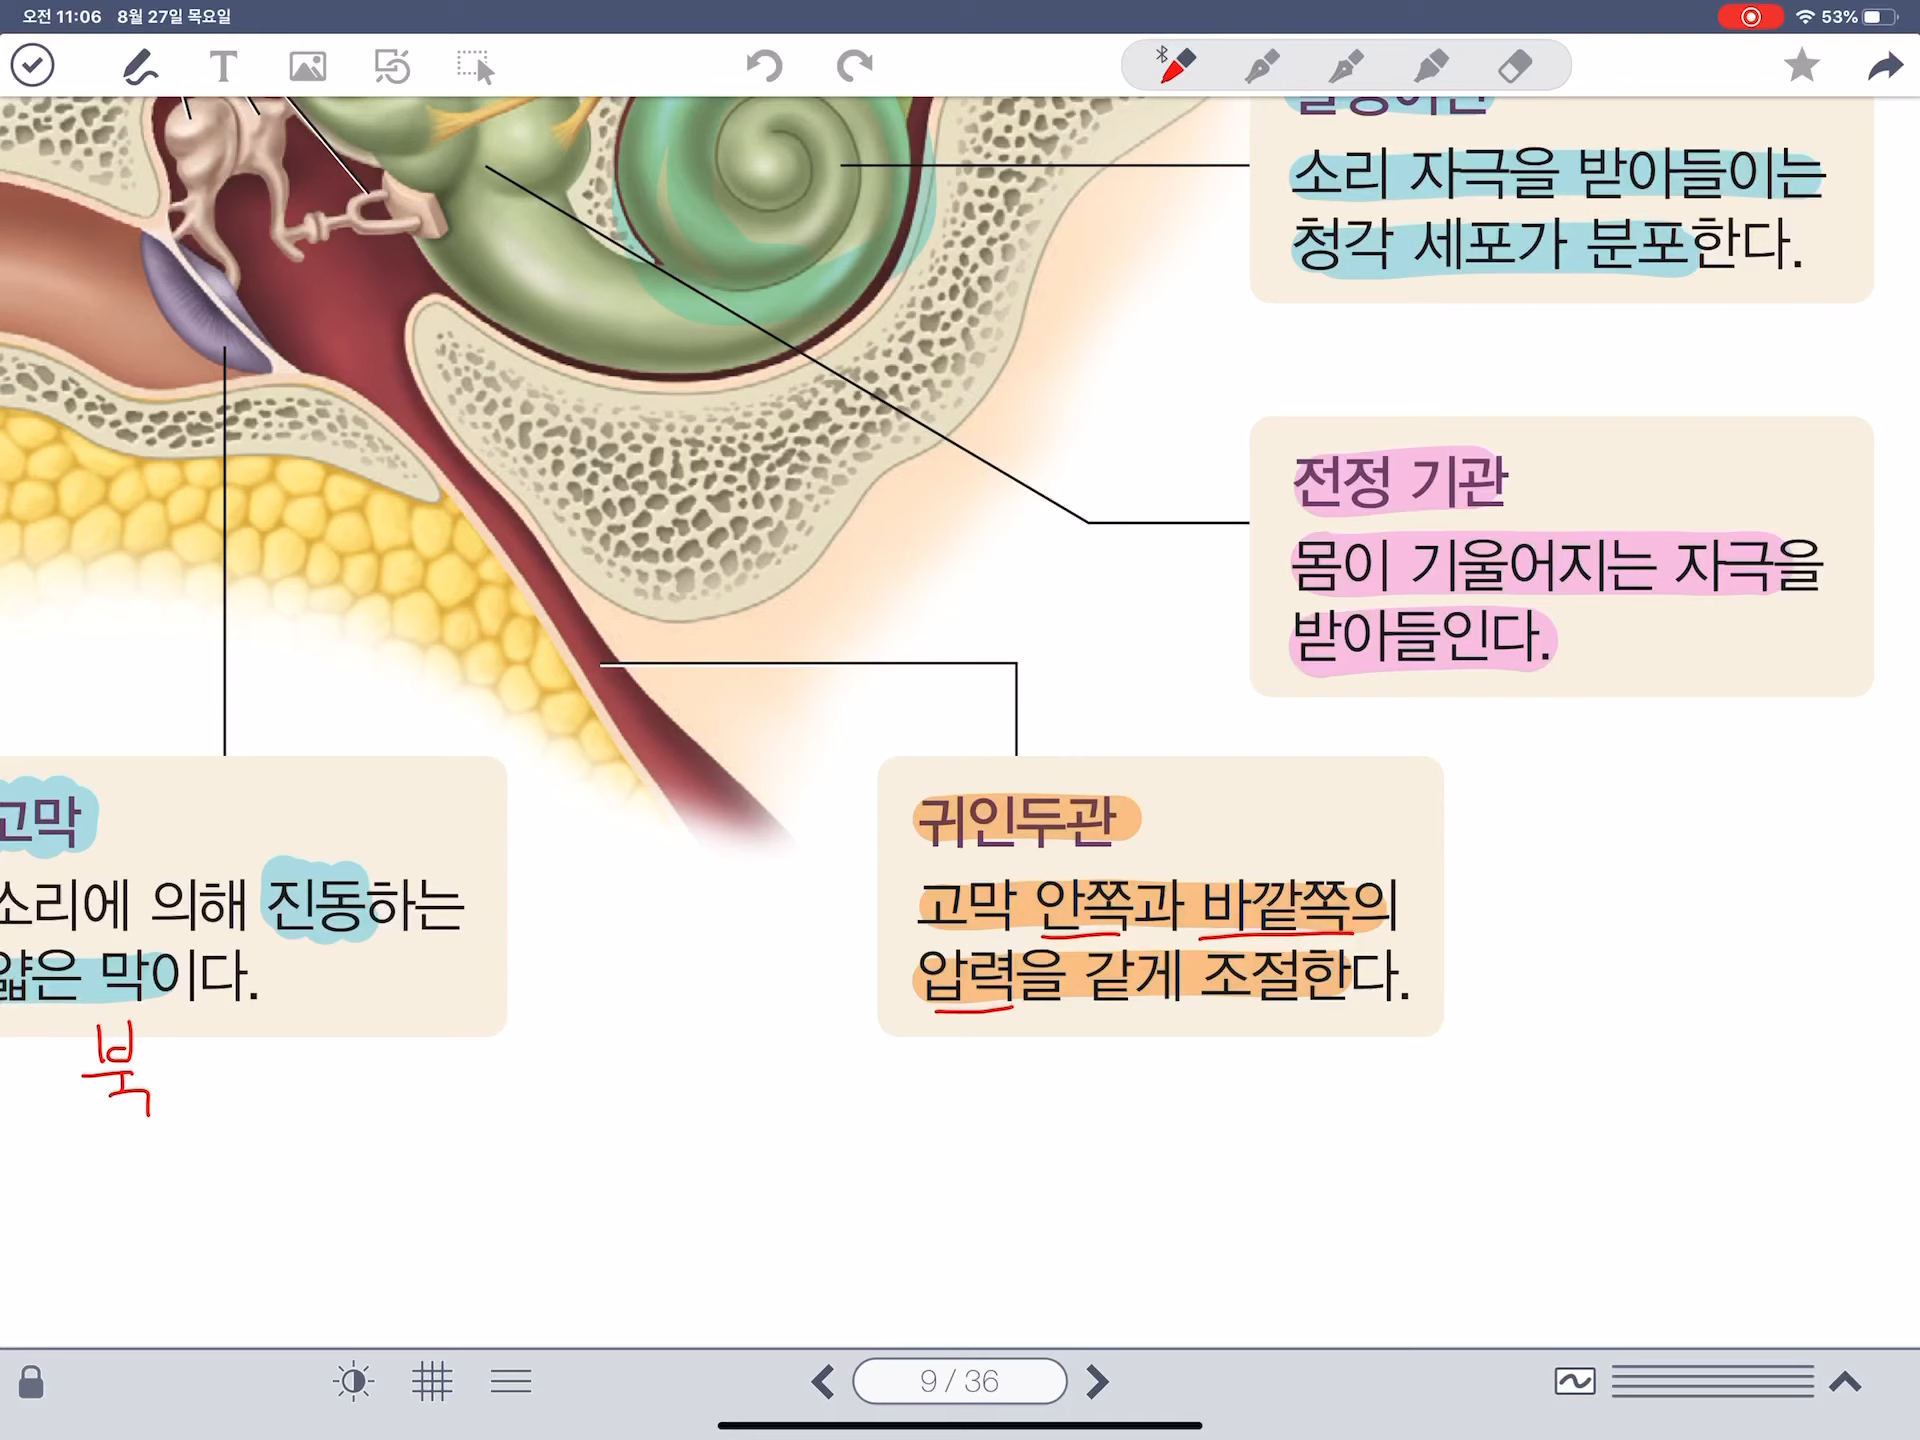 오전 11:06 8월 27일 목요일
53%
T
소리 자극을 받아들이는
청각 세포가 분포한다.
전정 기관
몸이 기울어지는 자극을
받아들인다.
고막
소리에 의해 진동하는
얇은 막이다.
북
귀인두관
고막 안쪽과 바깥쪽의
압력을 같게 조절한다.
9 / 36